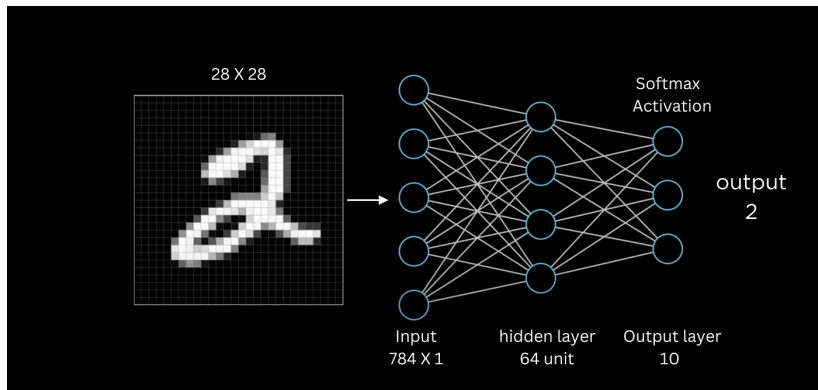 28 X 28
Softmax
Activation
output
2
Input
784 X 1
hidden layer
64 unit
Output layer
10